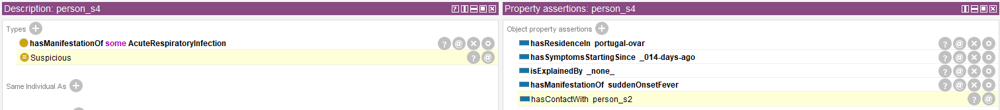 Description: person_s4
Types
hasManifestationOf some AcuteRespiratoryInfection
Suspicious
Same Individual As
Property assertions: person_s4
Object property assertions
hasResidenceIn portugal-ovar
hasSymptomsStartingSince _014-days-ago
isExplainedBy _none_
hasManifestationOf suddenOnsetFever
hasContactWith person_s2